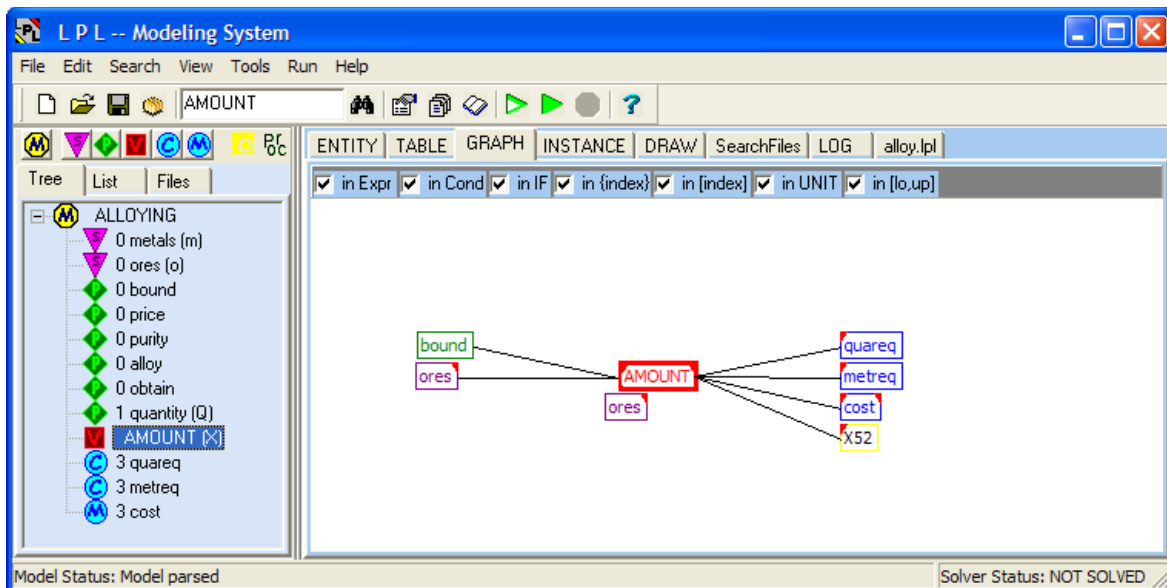 L P L -- Modeling System
File Edit Search View Tools Run Help
AMOUNT
M S P V C M C Pr oc
ENTITY TABLE GRAPH INSTANCE DRAW SearchFiles LOG alloy.lpl
Tree List Files
in Expr in Cond in IF in {index} in [index] in UNIT in [lo,up]
M ALLOYING
S 0 metals (m)
S 0 ores (o)
P 0 bound
P 0 price
P 0 purity
P 0 alloy
P 0 obtain
P 1 quantity (Q)
V AMOUNT (X)
C 3 quareq
C 3 metreq
M 3 cost
bound
ores
AMOUNT
ores
quareq
metreq
cost
X52
Model Status: Model parsed
Solver Status: NOT SOLVED